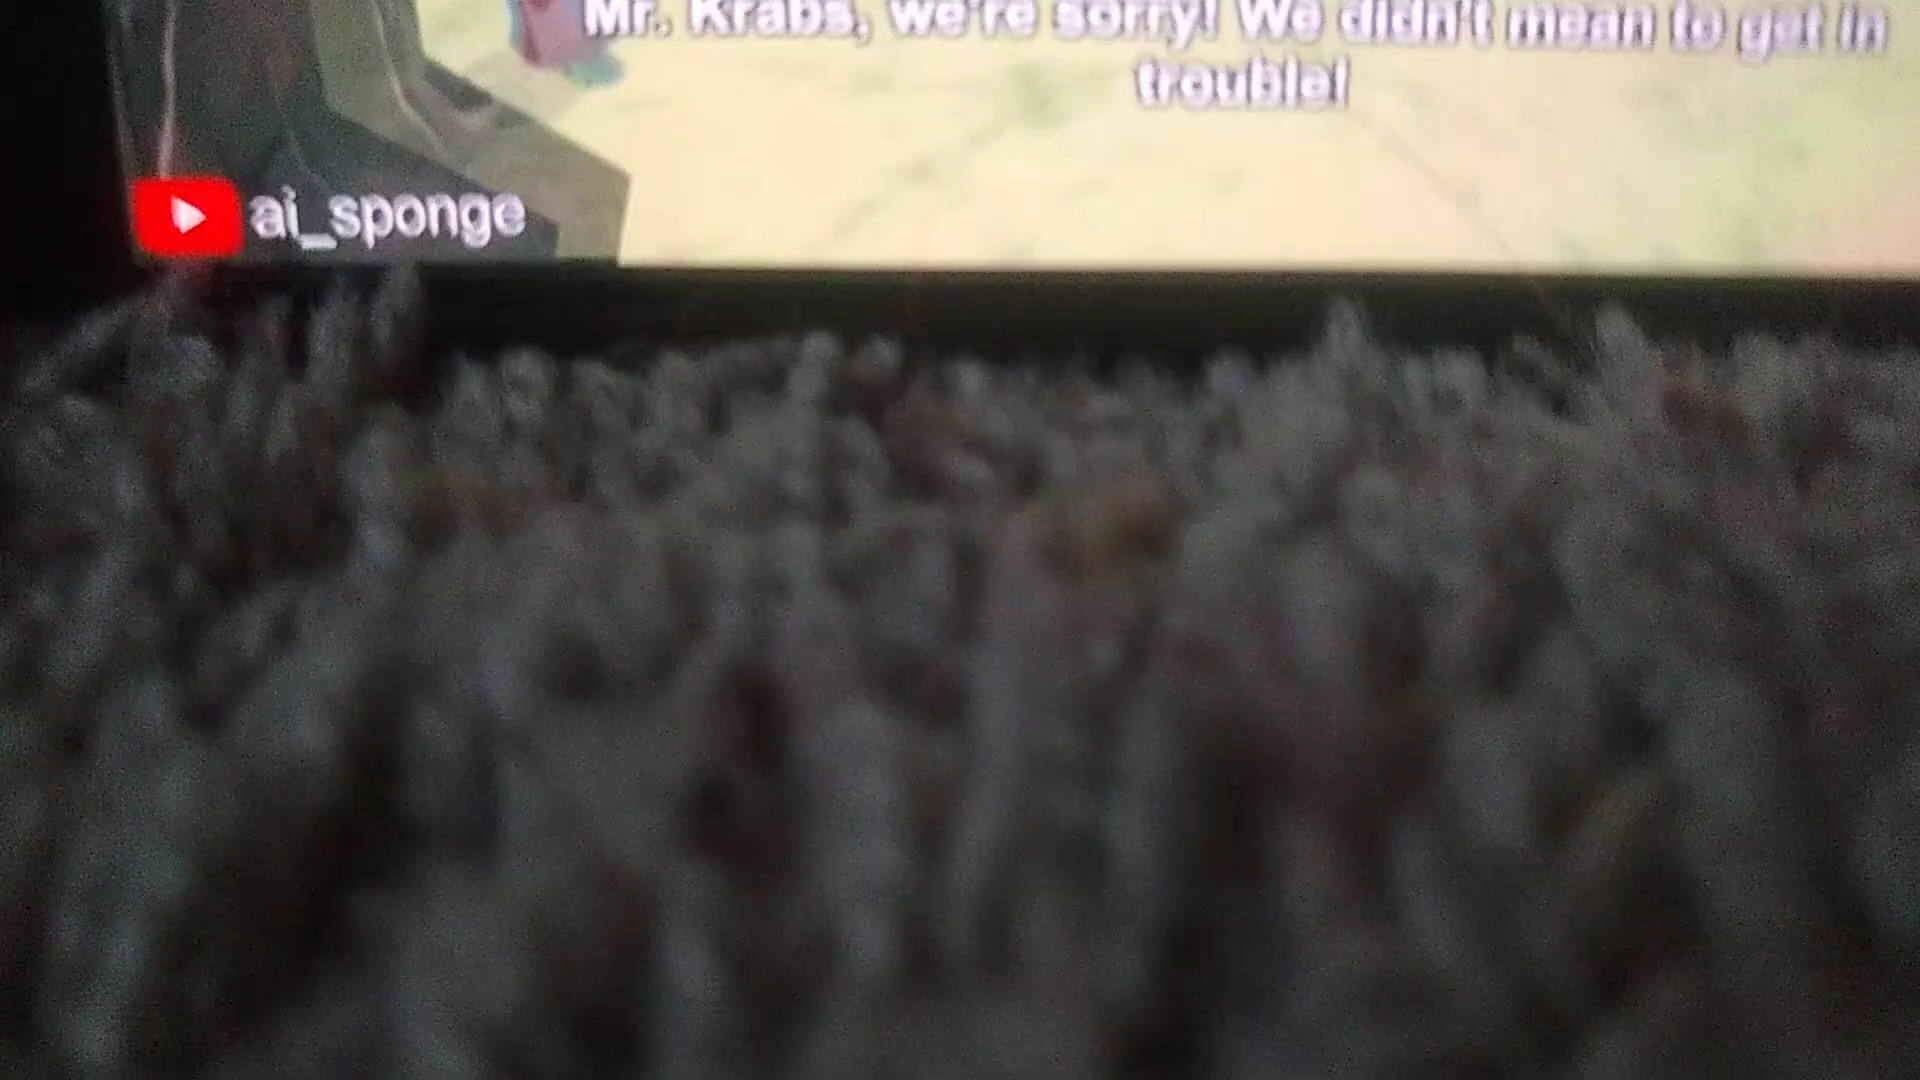 Mr. Krabs, we're sorry! We didn't mean to get in
trouble!
ai_sponge